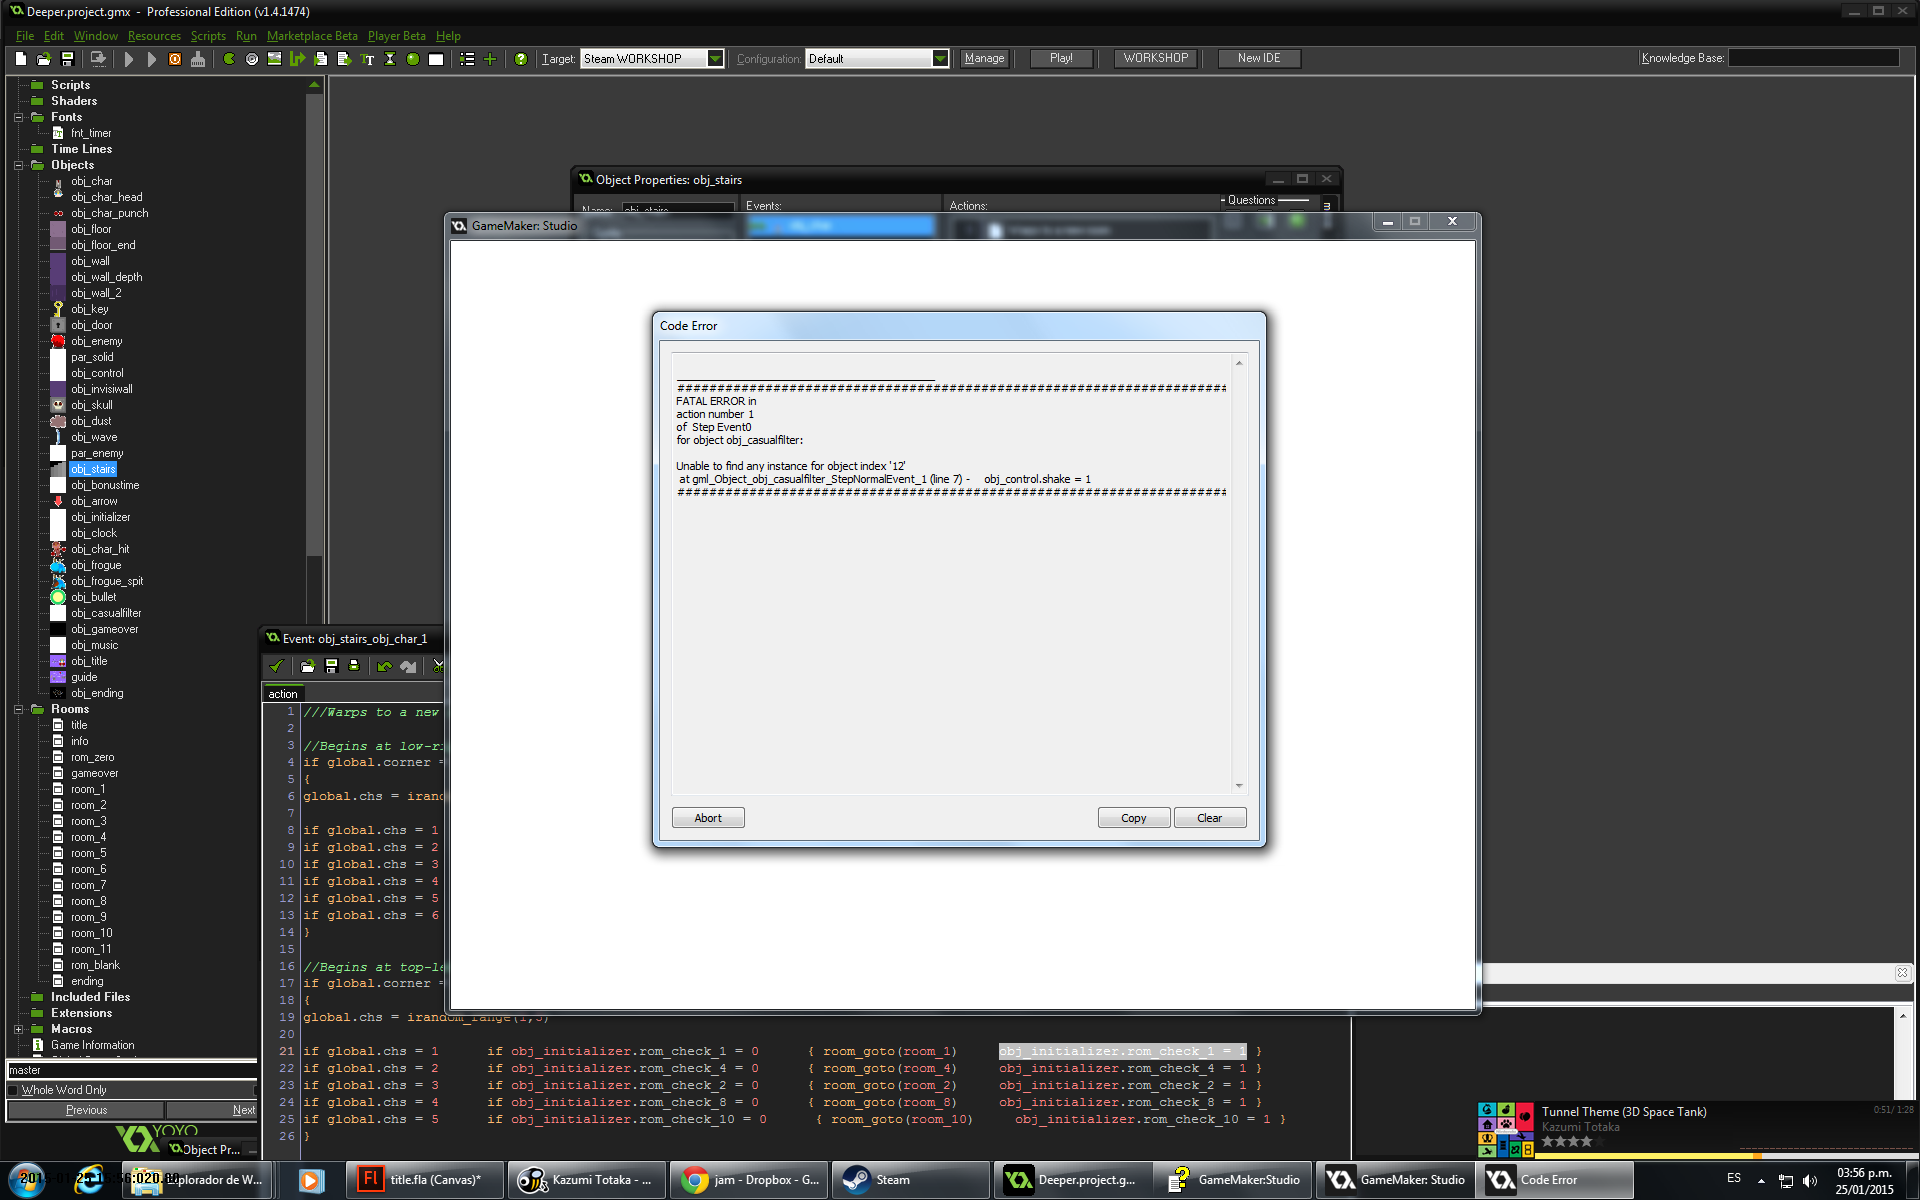 Deeper.project.gmx - Professional Edition (v1.4.1474)
File Edit Window Resources Scripts Run Marketplace Beta Player Beta Help
Target: Steam WORKSHOP Configuration: Default Manage Play! WORKSHOP New IDE Knowledge Base:
Scripts
Shaders
Fonts
fnt_timer
Time Lines
Objects
obj_char
obj_char_head
obj_char_punch
obj_floor
obj_floor_end
obj_wall
obj_wall_depth
obj_wall_2
obj_key
obj_door
obj_enemy
par_solid
obj_control
obj_invisiwall
obj_skull
obj_dust
obj_wave
par_enemy
obj_stairs
obj_bonustime
obj_arrow
obj_initializer
obj_clock
obj_char_hit
obj_frogue
obj_frogue_spit
obj_bullet
obj_casualfilter
obj_gameover
obj_music
obj_title
guide
obj_ending
Rooms
title
info
rom_zero
gameover
room_1
room_2
room_3
room_4
room_5
room_6
room_7
room_8
room_9
room_10
room_11
rom_blank
ending
Included Files
Extensions
Macros
Game Information
master
Whole Word Only
Previous Next
YOYO
Object Pr...
Object Properties: obj_stairs
Name: obj_stairs Events: Actions: Questions
GameMaker: Studio
Code Error
############################################################################
FATAL ERROR in
action number 1
of Step Event0
for object obj_casualfilter:
Unable to find any instance for object index '12'
at gml_Object_obj_casualfilter_StepNormalEvent_1 (line 7) - obj_control.shake = 1
############################################################################
Abort Copy Clear
Event: obj_stairs_obj_char_1
action
1 ///Warps to a new
2
3 //Begins at low-r
4 if global.corner =
5 {
6 global.chs = iran
7
8 if global.chs = 1
9 if global.chs = 2
10 if global.chs = 3
11 if global.chs = 4
12 if global.chs = 5
13 if global.chs = 6
14 }
15
16 //Begins at top-le
17 if global.corner =
18 {
19 global.chs = irandom_range(1,5)
20
21 if global.chs = 1 if obj_initializer.rom_check_1 = 0 { room_goto(room_1) obj_initializer.rom_check_1 = 1 }
22 if global.chs = 2 if obj_initializer.rom_check_4 = 0 { room_goto(room_4) obj_initializer.rom_check_4 = 1 }
23 if global.chs = 3 if obj_initializer.rom_check_2 = 0 { room_goto(room_2) obj_initializer.rom_check_2 = 1 }
24 if global.chs = 4 if obj_initializer.rom_check_8 = 0 { room_goto(room_8) obj_initializer.rom_check_8 = 1 }
25 if global.chs = 5 if obj_initializer.rom_check_10 = 0 { room_goto(room_10) obj_initializer.rom_check_10 = 1 }
26 }
Tunnel Theme (3D Space Tank) 0:51/ 1:28
Kazumi Totaka
Explorador de W...
title.fla (Canvas)*
Kazumi Totaka - ...
jam - Dropbox - G...
Steam
Deeper.project.g...
GameMaker:Studio
GameMaker: Studio
Code Error
ES
03:56 p.m.
25/01/2015